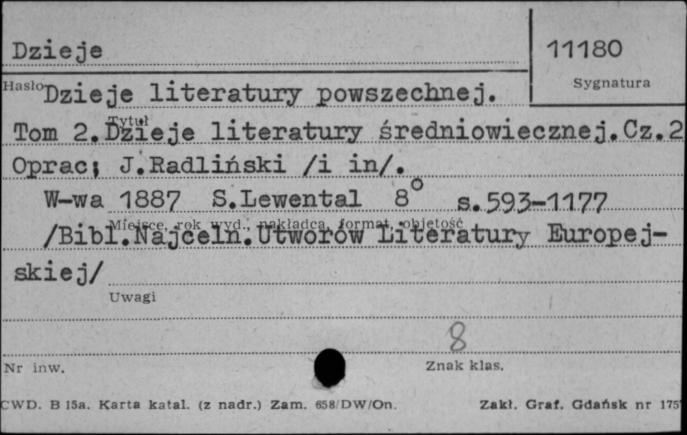 Dzieje
11180
Sygnatura
Hasło
Dzieje literatury powszechnej.
Tytuł
Tom 2.Dzieje literatury średniowiecznej.Cz.2
Oprac; J.Radliński /i in/.
W-wa 1887 S.Lewental 8° s.593-1177
Miejsce, rok wyd., nakładca, format, objętość
/Bibl.Najceln.Utworów Literatury Europej-
skiej/
Uwagi
8
Nr inw.
Znak klas.
CWD. B 15a. Karta katal. (z nadr.) Zam. 658/DW/On.
Zakł. Graf. Gdańsk nr 175